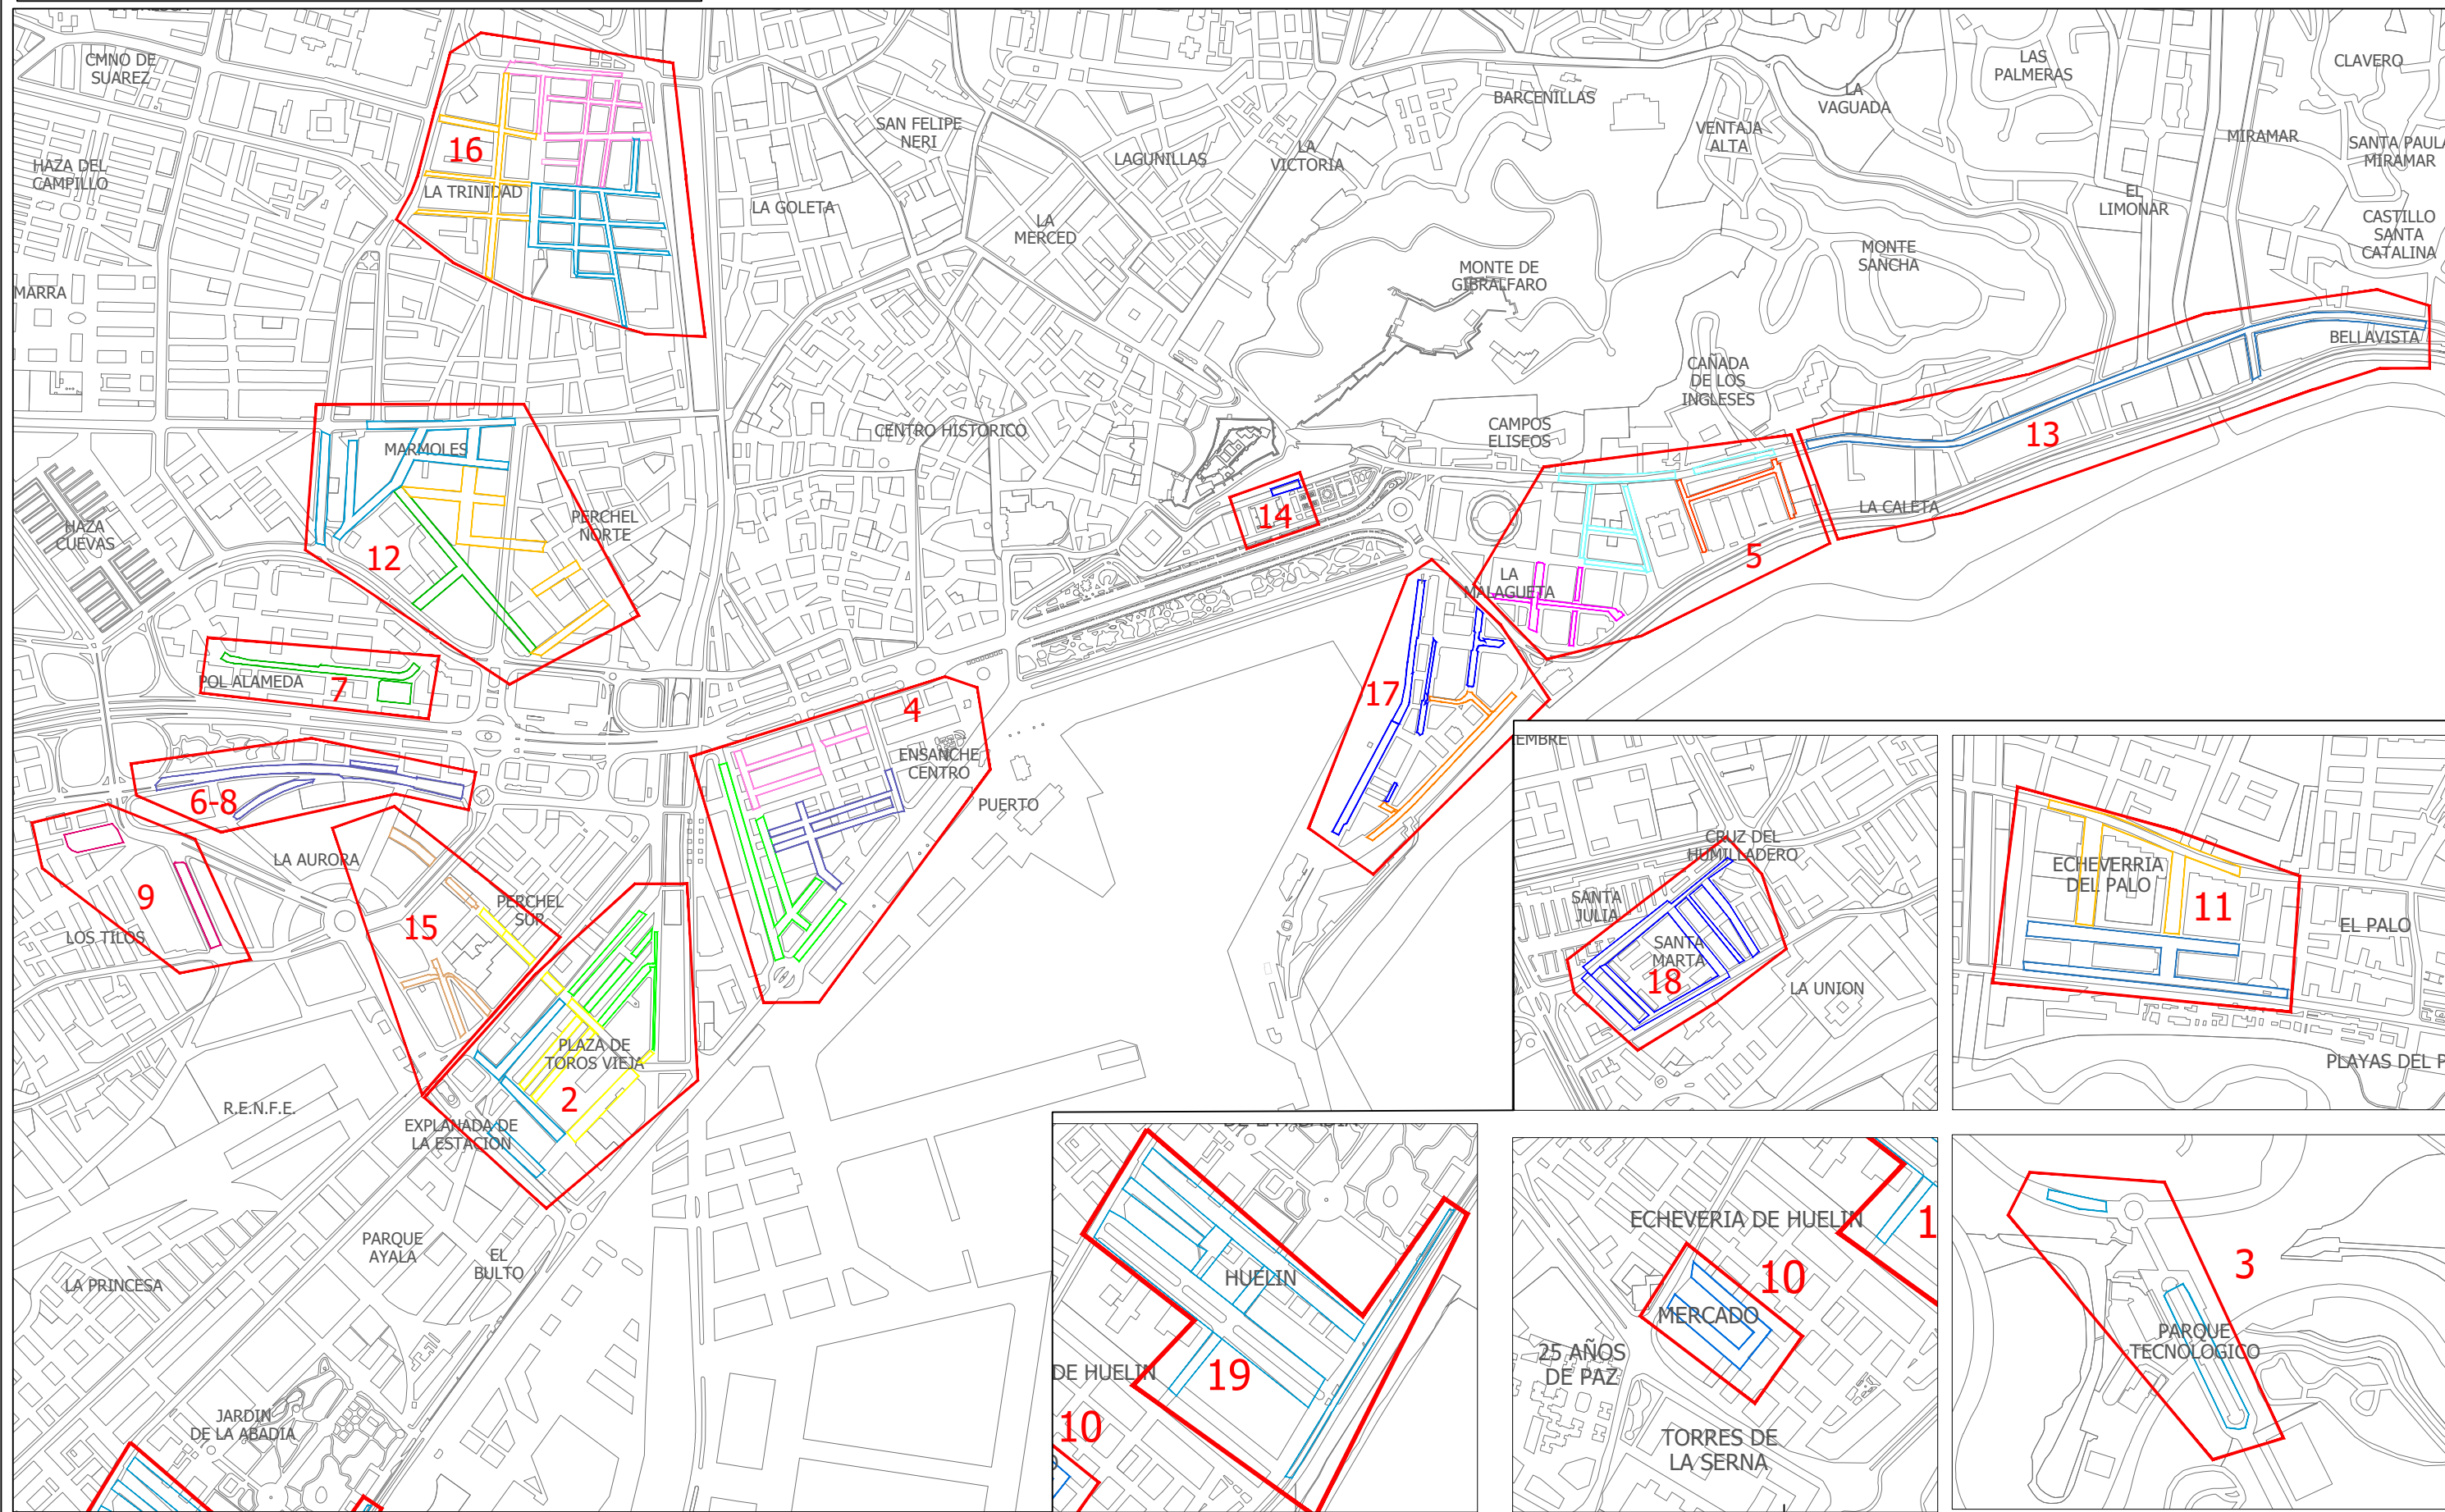 CMNO DE
SUAREZ
HAZA DEL
CAMPILLO
16
LA TRINIDAD
LA GOLETA
SAN FELIPE
NERI
LA
MERCED
LAGUNILLAS
LA
VICTORIA
BARCENILLAS
VENTAJA
ALTA
LA
VAGUADA
LAS
PALMERAS
CLAVERO
MIRAMAR
SANTA PAULA
MIRAMAR
EL
LIMONAR
CASTILLO
SANTA
CATALINA
MONTE
SANCHA
MONTE DE
GIBRALFARO
BELLAVISTA
MARRA
CAÑADA
DE LOS
INGLESES
13
CAMPOS
ELISEOS
CENTRO HISTORICO
MARMOLES
PERCHEL
NORTE
HAZA
CUEVAS
12
14
5
LA CALETA
LA
MALAGUETA
17
POL ALAMEDA
7
4
ENSANCHE
CENTRO
PUERTO
6-8
LA AURORA
9
LOS TILOS
15
PERCHEL
SUR
PLAZA DE
TOROS VIEJA
2
R.E.N.F.E.
EXPLANADA DE
LA ESTACION
PARQUE
AYALA
EL
BULTO
LA PRINCESA
JARDIN
DE LA ABADIA
EMBRE
CRUZ DEL
HUMILLADERO
SANTA
JULIA
SANTA
MARTA
18
LA UNION
ECHEVERRIA
DEL PALO
11
EL PALO
PLAYAS DEL P
HUELIN
DE HUELIN
19
10
ECHEVERIA DE HUELIN
1
10
MERCADO
25 AÑOS
DE PAZ
TORRES DE
LA SERNA
3
PARQUE
TECNOLOGICO